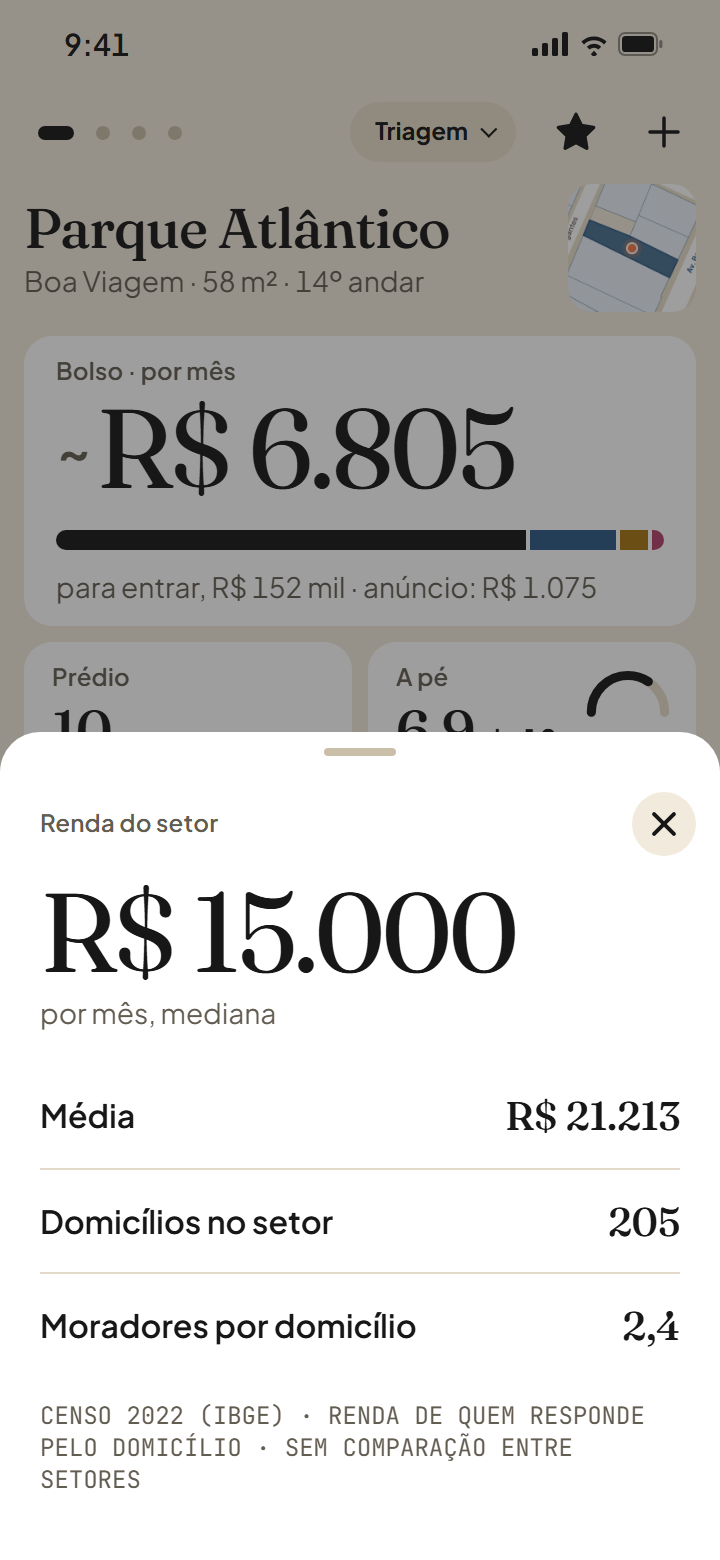 9:41
Triagem
Parque Atlântico
Boa Viagem · 58 m² · 14º andar
Bolso · por mês
~R$ 6.805
para entrar, R$ 152 mil · anúncio: R$ 1.075
Prédio
A pé
10
6,9
Renda do setor
R$ 15.000
por mês, mediana
Média
R$ 21.213
Domicílios no setor
205
Moradores por domicílio
2,4
CENSO 2022 (IBGE) · RENDA DE QUEM RESPONDE
PELO DOMICÍLIO · SEM COMPARAÇÃO ENTRE
SETORES